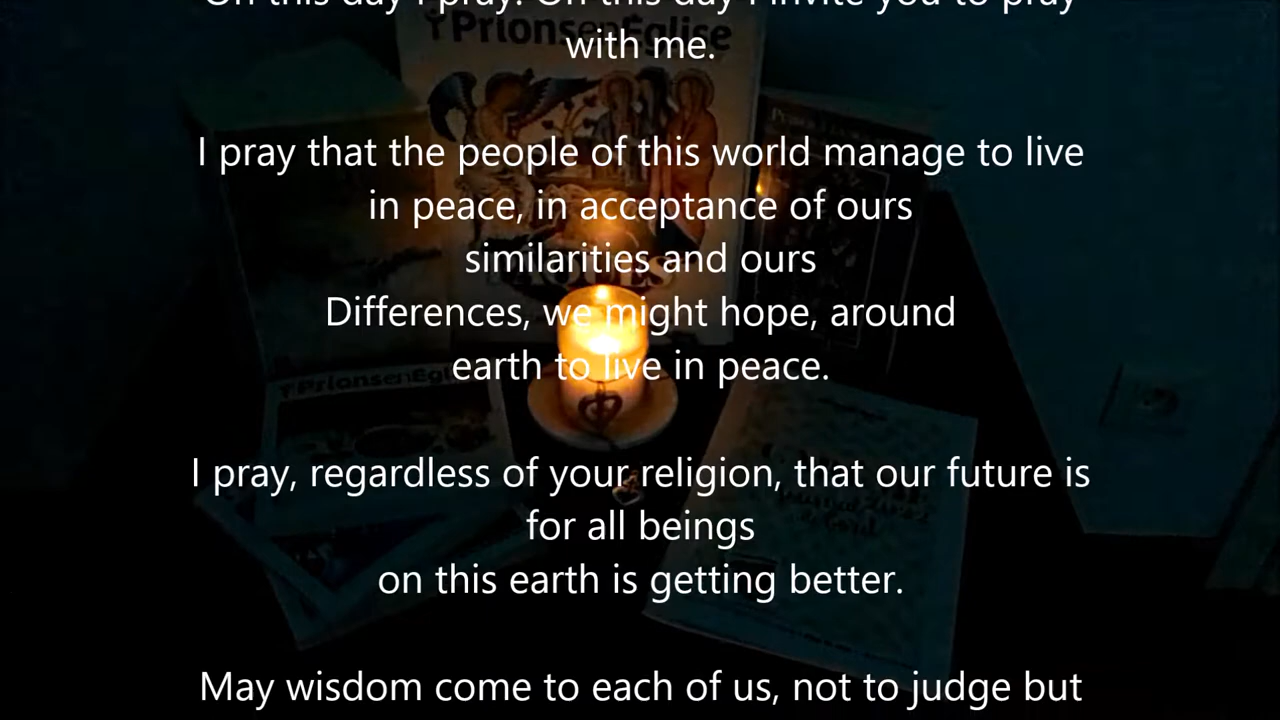 On this day I pray. On this day I invite you to pray
with me.
I pray that the people of this world manage to live
in peace, in acceptance of ours
similarities and ours
Differences, we might hope, around
earth to live in peace.
I pray, regardless of your religion, that our future is
for all beings
on this earth is getting better.
May wisdom come to each of us, not to judge but
PrionsenEglise
PrionsenEglise